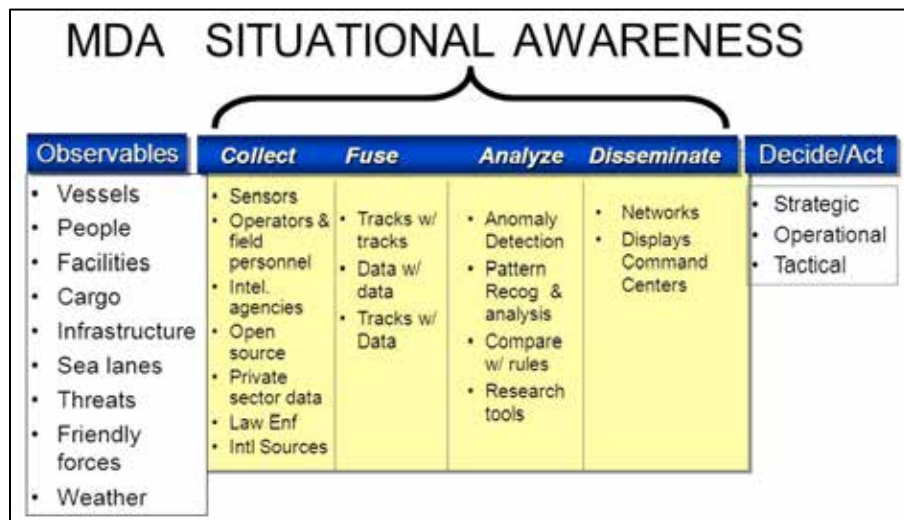 MDA SITUATIONAL AWARENESS
Observables
• Vessels
• People
• Facilities
• Cargo
• Infrastructure
• Sea lanes
• Threats
• Friendly
forces
• Weather
Collect
• Sensors
• Operators &
field
personnel
• Intel.
agencies
• Open
source
• Private
sector data
• Law Enf
• Intl Sources
Fuse
• Tracks w/
tracks
• Data w/
data
• Tracks w/
Data
Analyze
• Anomaly
Detection
• Pattern
Recog &
analysis
• Compare
w/ rules
• Research
tools
Disseminate
• Networks
• Displays
Command
Centers
Decide/Act
• Strategic
• Operational
• Tactical